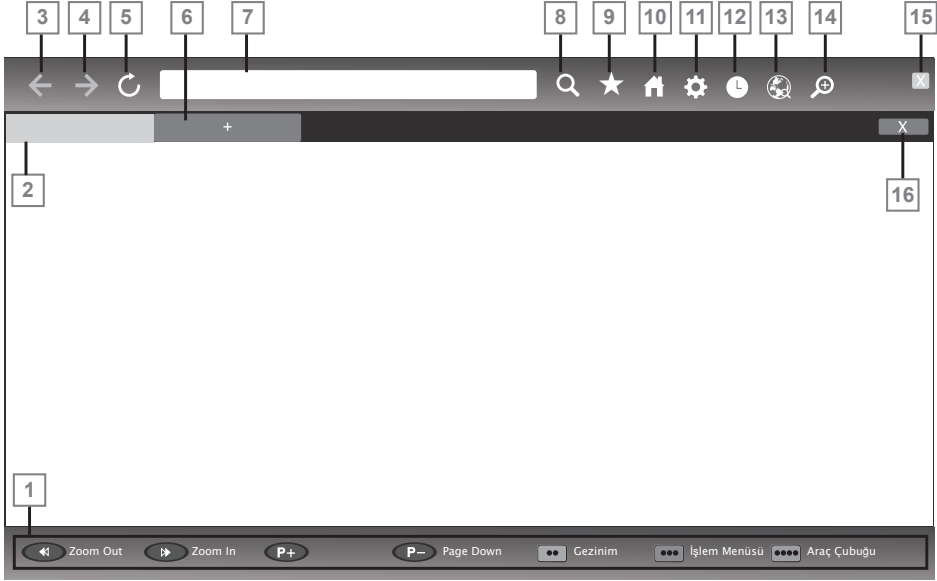 3 4 5 6 7 8 9 10 11 12 13 14 15
X
+ X
2 16
1
Zoom Out Zoom In P+ P− Page Down Gezinim İşlem Menüsü Araç Çubuğu